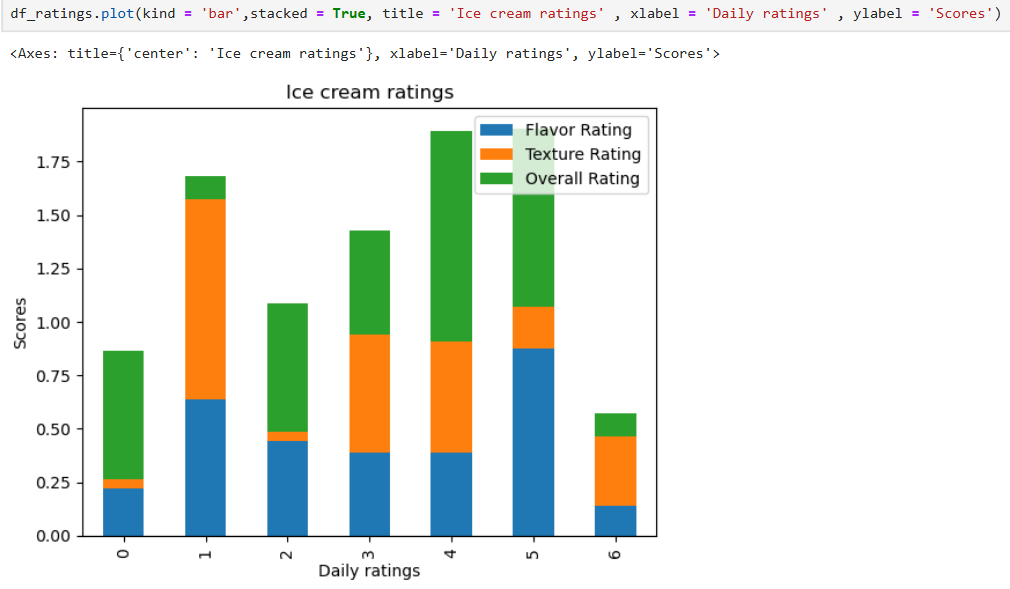 df_ratings.plot(kind = 'bar',stacked = True, title = 'Ice cream ratings' , xlabel = 'Daily ratings' , ylabel = 'Scores')
<Axes: title={'center': 'Ice cream ratings'}, xlabel='Daily ratings', ylabel='Scores'>
Ice cream ratings
Flavor Rating
Texture Rating
Overall Rating
1.75
1.50
1.25
1.00
0.75
0.50
0.25
0.00
Scores
0 1 2 3 4 5 6
Daily ratings